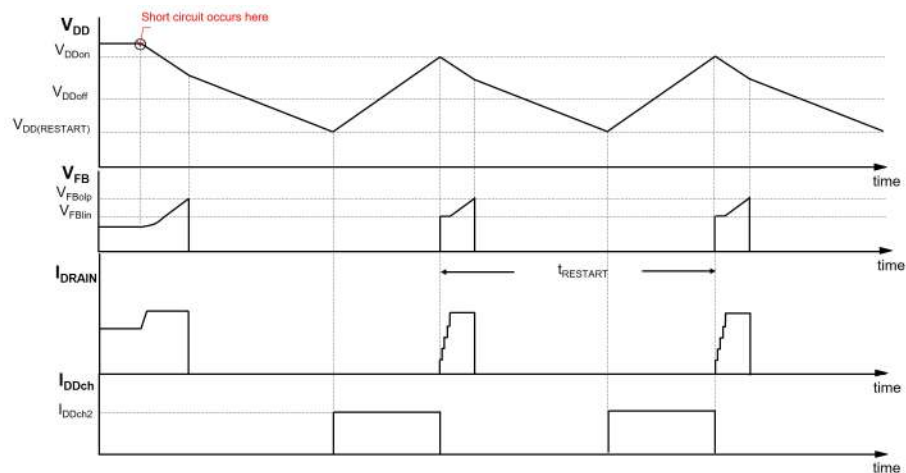 Short circuit occurs here
VDD
VDDon
VDDoff
VDD(RESTART)
time
VFB
VFBolp
VFBlin
time
IDRAIN
tRESTART
time
IDDch
IDDch2
time